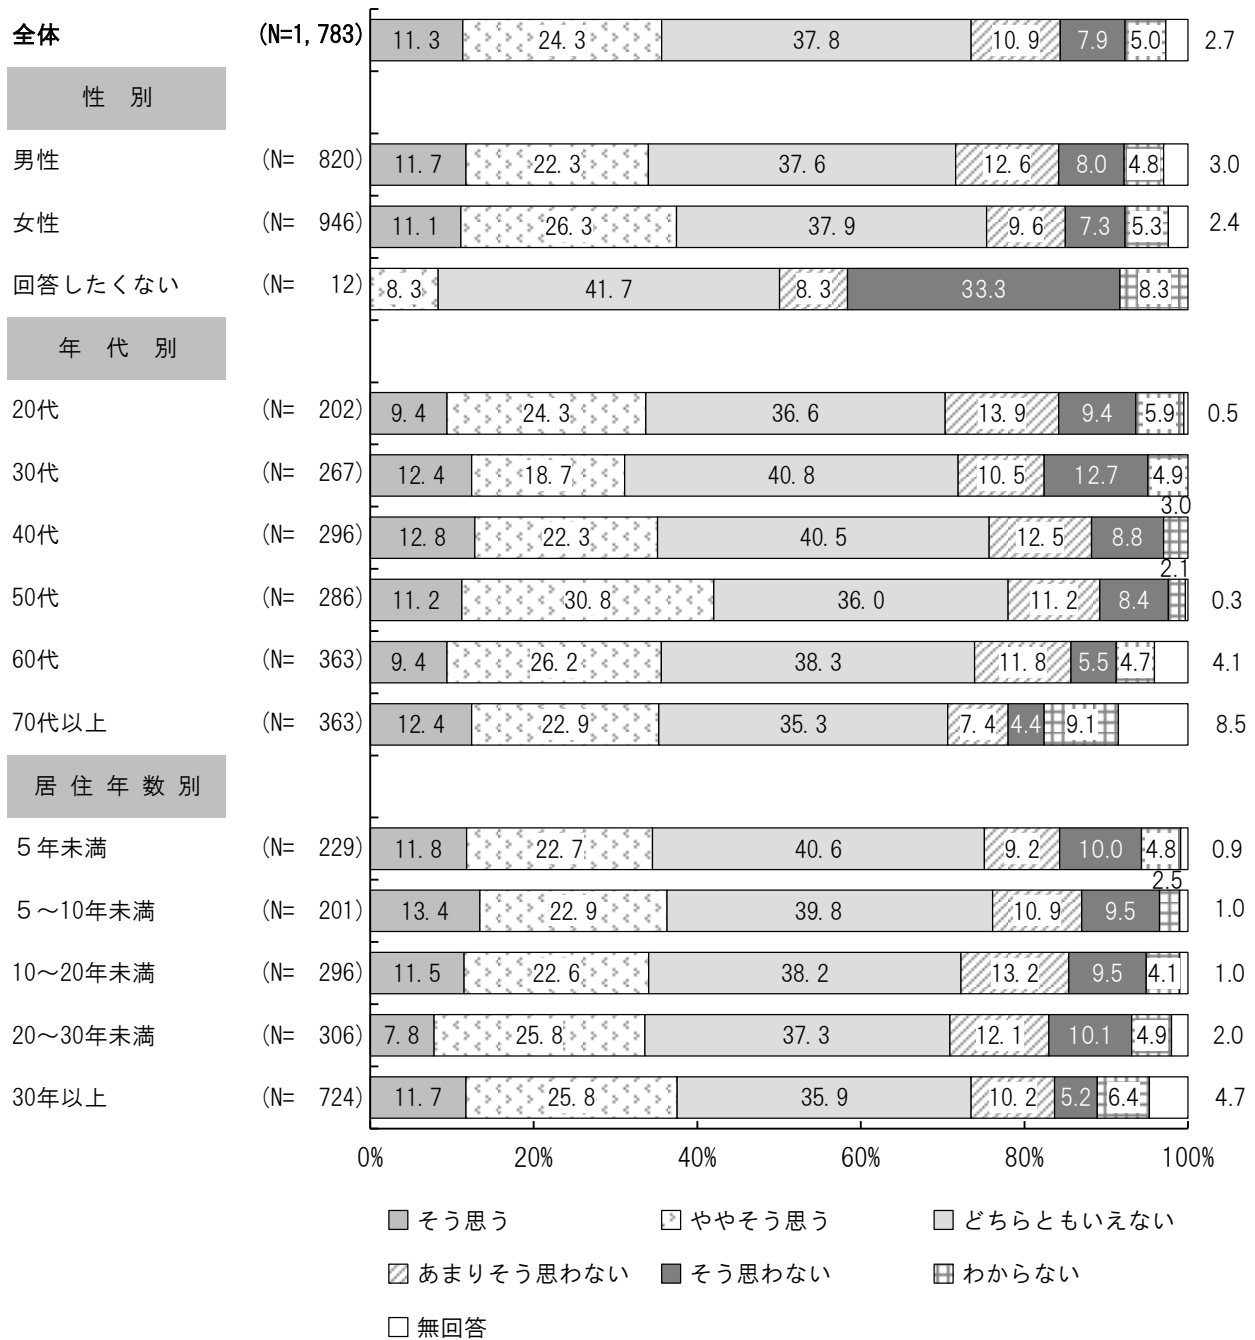 全体 (N=1,783) 11.3 24.3 37.8 10.9 7.9 5.0 2.7
性 別
男性 (N= 820) 11.7 22.3 37.6 12.6 8.0 4.8 3.0
女性 (N= 946) 11.1 26.3 37.9 9.6 7.3 5.3 2.4
回答したくない (N= 12) 8.3 41.7 8.3 33.3 8.3
年 代 別
20代 (N= 202) 9.4 24.3 36.6 13.9 9.4 5.9 0.5
30代 (N= 267) 12.4 18.7 40.8 10.5 12.7 4.9
40代 (N= 296) 12.8 22.3 40.5 12.5 8.8 3.0
50代 (N= 286) 11.2 30.8 36.0 11.2 8.4 2.1 0.3
60代 (N= 363) 9.4 26.2 38.3 11.8 5.5 4.7 4.1
70代以上 (N= 363) 12.4 22.9 35.3 7.4 4.4 9.1 8.5
居 住 年 数 別
5年未満 (N= 229) 11.8 22.7 40.6 9.2 10.0 4.8 0.9
5～10年未満 (N= 201) 13.4 22.9 39.8 10.9 9.5 2.5 1.0
10～20年未満 (N= 296) 11.5 22.6 38.2 13.2 9.5 4.1 1.0
20～30年未満 (N= 306) 7.8 25.8 37.3 12.1 10.1 4.9 2.0
30年以上 (N= 724) 11.7 25.8 35.9 10.2 5.2 6.4 4.7
0% 20% 40% 60% 80% 100%
そう思う ややそう思う どちらともいえない
あまりそう思わない そう思わない わからない
無回答